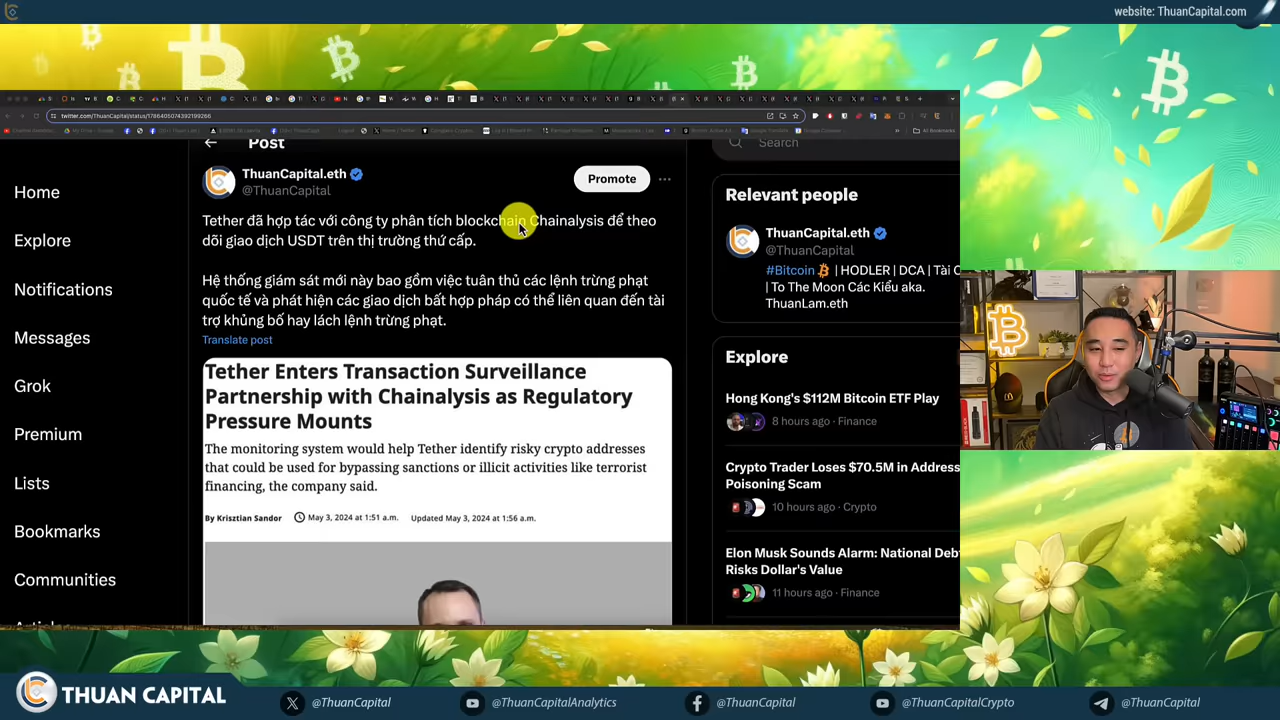 website: ThuanCapital.com
twitter.com/ThuanCapital/status/1786405074392199266
All Bookmarks
Post
Search
Home
Explore
Notifications
Messages
Grok
Premium
Lists
Bookmarks
Communities
ThuanCapital.eth
@ThuanCapital
Promote
Tether đã hợp tác với công ty phân tích blockchain Chainalysis để theo
dõi giao dịch USDT trên thị trường thứ cấp.
Hệ thống giám sát mới này bao gồm việc tuân thủ các lệnh trừng phạt
quốc tế và phát hiện các giao dịch bất hợp pháp có thể liên quan đến tài
trợ khủng bố hay lách lệnh trừng phạt.
Translate post
Tether Enters Transaction Surveillance
Partnership with Chainalysis as Regulatory
Pressure Mounts
The monitoring system would help Tether identify risky crypto addresses
that could be used for bypassing sanctions or illicit activities like terrorist
financing, the company said.
By Krisztian Sandor May 3, 2024 at 1:51 a.m. Updated May 3, 2024 at 1:56 a.m.
Relevant people
ThuanCapital.eth
@ThuanCapital
#Bitcoin | HODLER | DCA | Tài C
| To The Moon Các Kiểu aka.
ThuanLam.eth
Explore
Hong Kong's $112M Bitcoin ETF Play
8 hours ago · Finance
Crypto Trader Loses $70.5M in Address
Poisoning Scam
10 hours ago · Crypto
Elon Musk Sounds Alarm: National Deb
Risks Dollar's Value
11 hours ago · Finance
THUAN CAPITAL
@ThuanCapital
@ThuanCapitalAnalytics
@ThuanCapital
@ThuanCapitalCrypto
@ThuanCapital